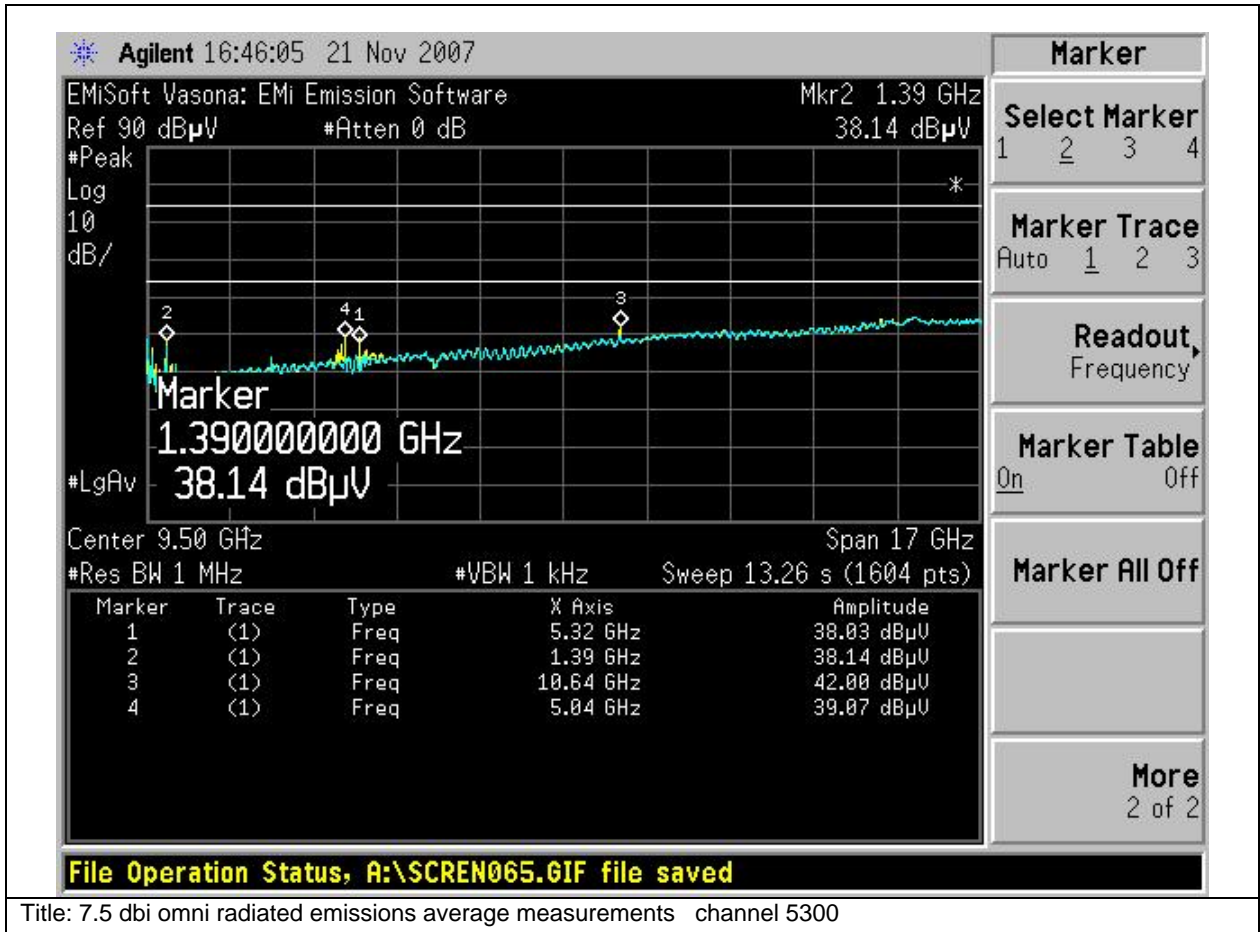 Agilent 16:46:05 21 Nov 2007
Marker
EMiSoft Vasona: EMi Emission Software Mkr2 1.39 GHz
Ref 90 dBµV #Atten 0 dB 38.14 dBµV
#Peak
Log
10
dB/
*
2
4 1
3
Marker
1.390000000 GHz
38.14 dBµV
#LgAv
Center 9.50 GHz Span 17 GHz
#Res BW 1 MHz #VBW 1 kHz Sweep 13.26 s (1604 pts)
Marker Trace Type X Axis Amplitude
1 (1) Freq 5.32 GHz 38.03 dBµV
2 (1) Freq 1.39 GHz 38.14 dBµV
3 (1) Freq 10.64 GHz 42.00 dBµV
4 (1) Freq 5.04 GHz 39.07 dBµV
Select Marker
1 2 3 4
Marker Trace
Auto 1 2 3
Readout
Frequency
Marker Table
On Off
Marker All Off
More
2 of 2
File Operation Status, A:\SCREN065.GIF file saved
Title: 7.5 dbi omni radiated emissions average measurements channel 5300